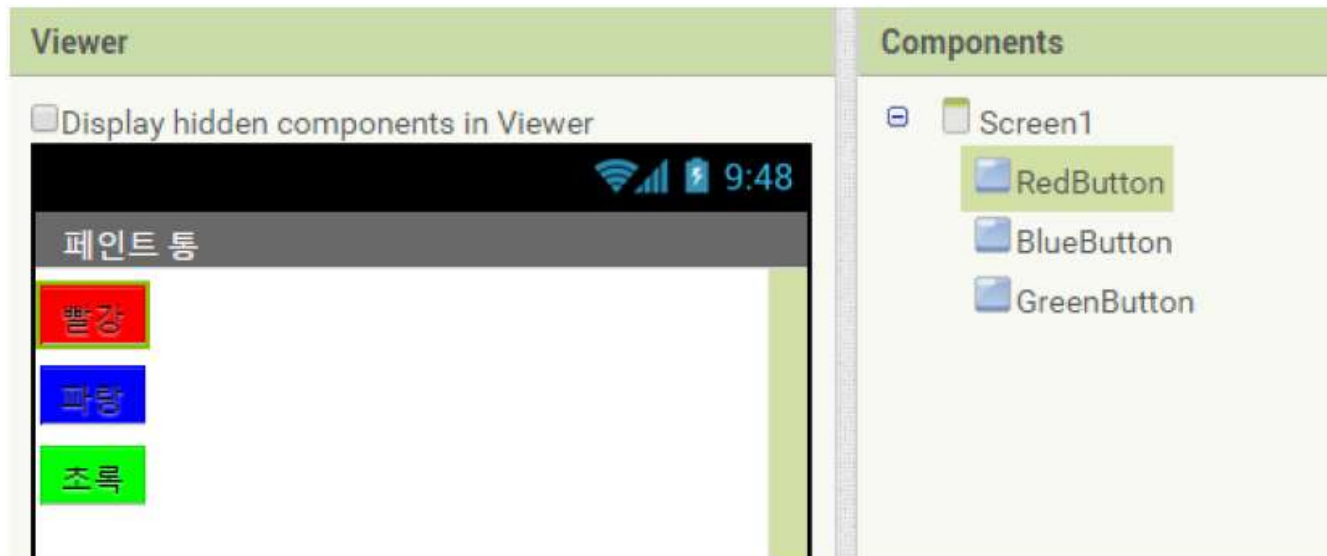 Viewer
Display hidden components in Viewer
9:48
페인트 통
빨강
파랑
초록
Components
Screen1
RedButton
BlueButton
GreenButton